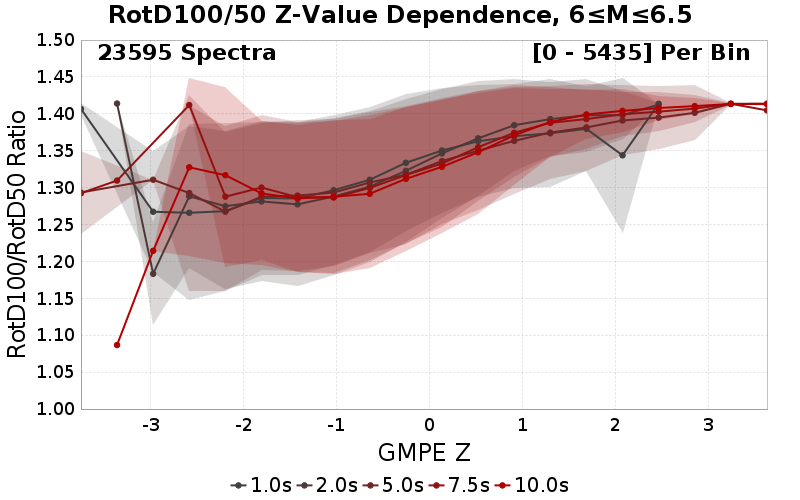 RotD100/50 Z-Value Dependence, 6≤M≤6.5
23595 Spectra
[0 - 5435] Per Bin
RotD100/RotD50 Ratio
1.50
1.45
1.40
1.35
1.30
1.25
1.20
1.15
1.10
1.05
1.00
-3 -2 -1 0 1 2 3
GMPE Z
1.0s 2.0s 5.0s 7.5s 10.0s